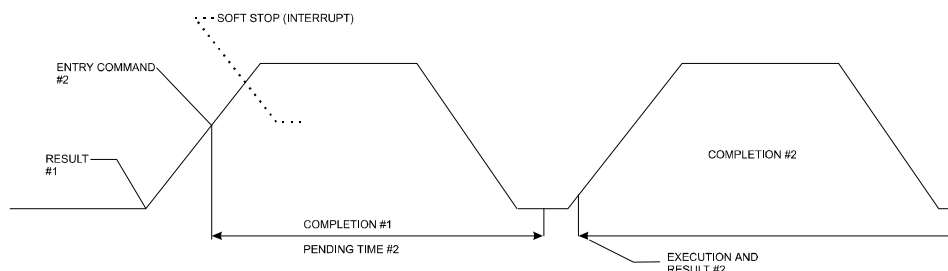 SOFT STOP (INTERRUPT)
ENTRY COMMAND
#2
RESULT
#1
COMPLETION #2
COMPLETION #1
PENDING TIME #2
EXECUTION AND
RESULT #2